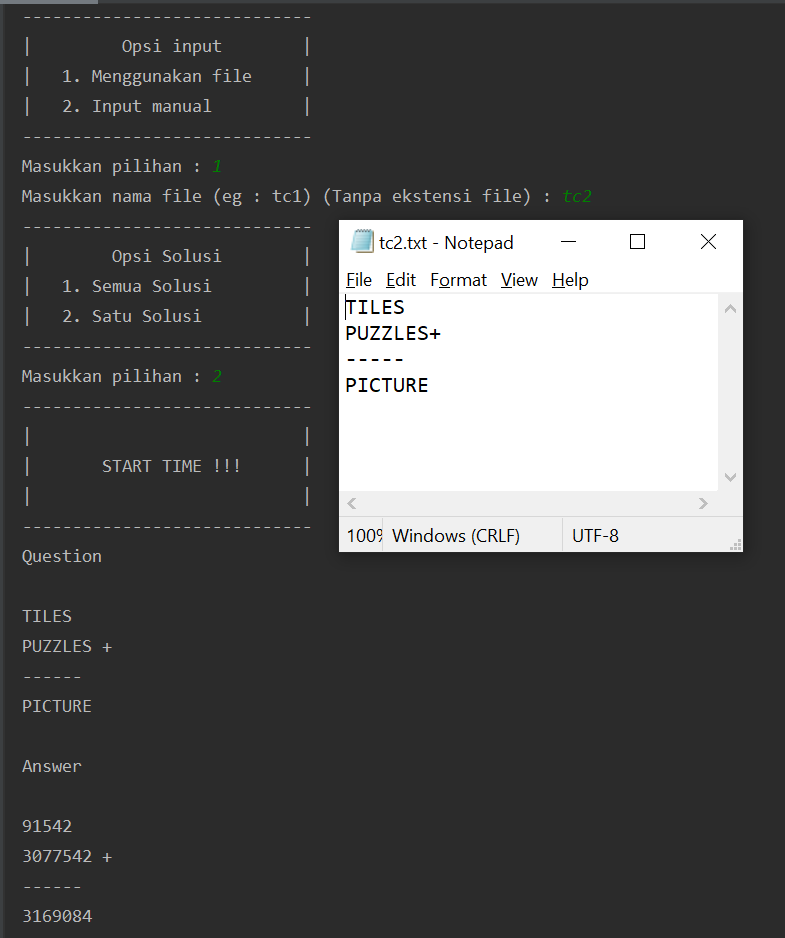 -----------------------------
|         Opsi input        |
|   1. Menggunakan file     |
|   2. Input manual         |
-----------------------------
Masukkan pilihan : 1
Masukkan nama file (eg : tc1) (Tanpa ekstensi file) : tc2
-----------------------------
|        Opsi Solusi        |
|   1. Semua Solusi         |
|   2. Satu Solusi          |
-----------------------------
Masukkan pilihan : 2
-----------------------------
|                           |
|       START TIME !!!      |
|                           |
-----------------------------
Question
TILES
PUZZLES +
------
PICTURE
Answer
91542
3077542 +
------
3169084
tc2.txt - Notepad
File Edit Format View Help
TILES
PUZZLES+
-----
PICTURE
100% Windows (CRLF) UTF-8